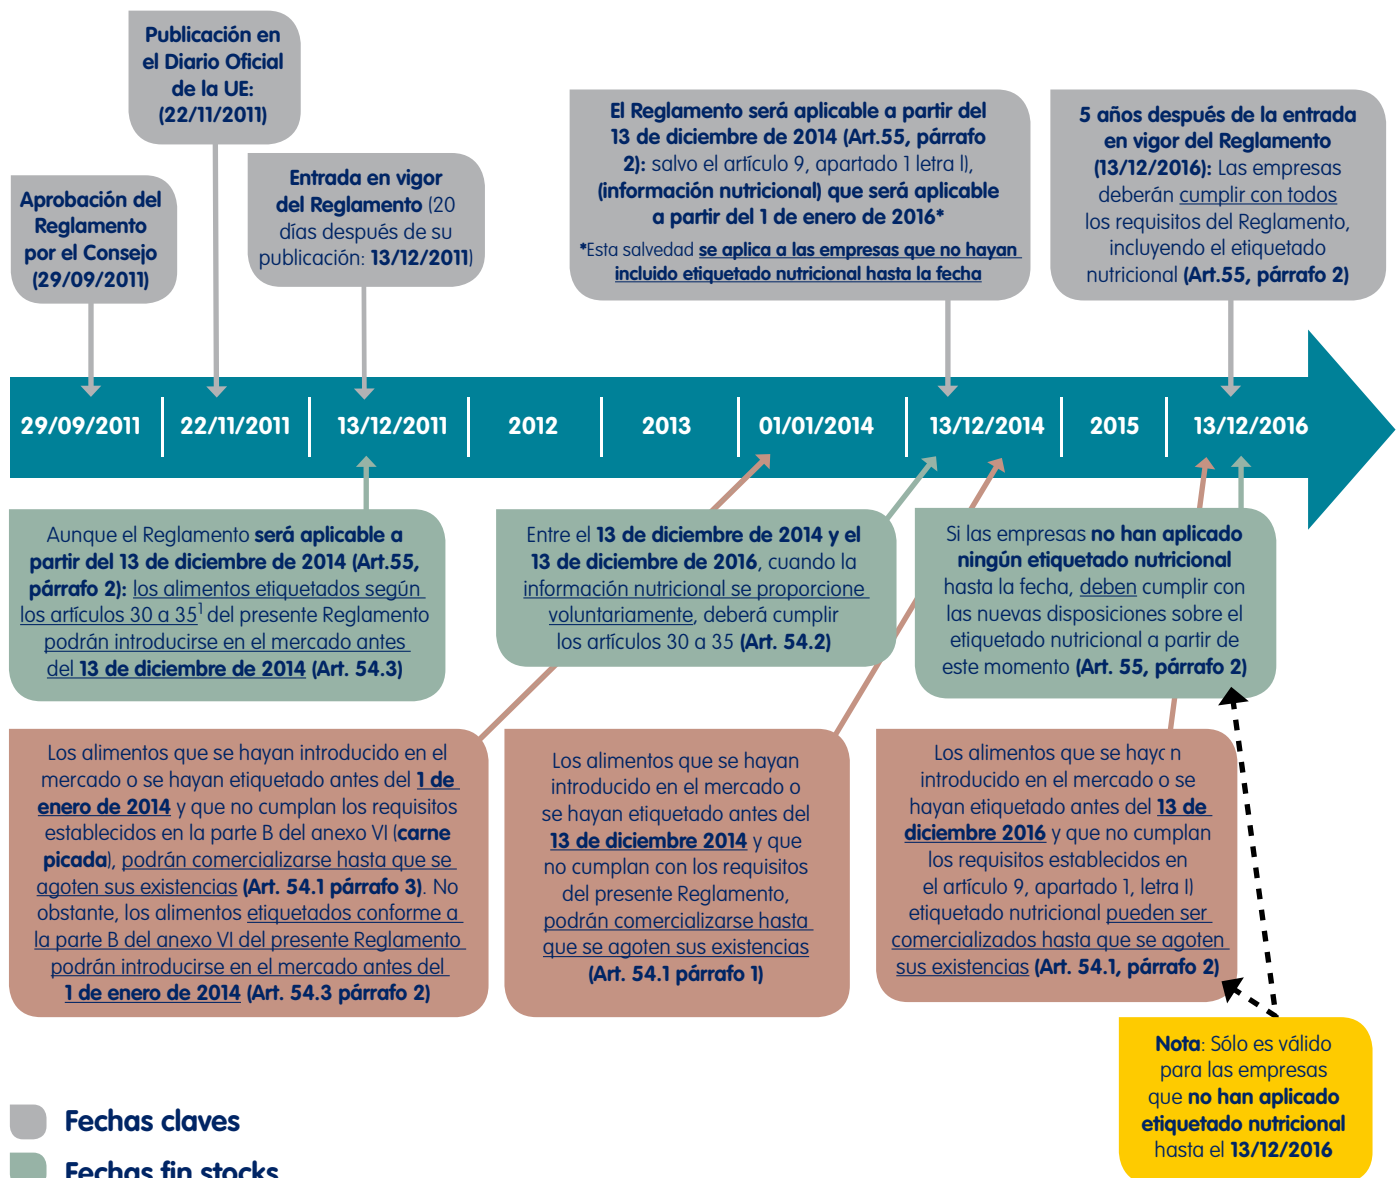 Publicación en
el Diario Oficial
de la UE:
(22/11/2011)
Aprobación del
Reglamento
por el Consejo
(29/09/2011)
Entrada en vigor
del Reglamento (20
días después de su
publicación: 13/12/2011)
El Reglamento será aplicable a partir del
13 de diciembre de 2014 (Art.55, párrafo
2): salvo el artículo 9, apartado 1 letra l),
(información nutricional) que será aplicable
a partir del 1 de enero de 2016*
*Esta salvedad se aplica a las empresas que no hayan
incluido etiquetado nutricional hasta la fecha
5 años después de la entrada
en vigor del Reglamento
(13/12/2016): Las empresas
deberán cumplir con todos
los requisitos del Reglamento,
incluyendo el etiquetado
nutricional (Art.55, párrafo 2)
29/09/2011 22/11/2011 13/12/2011 2012 2013 01/01/2014 13/12/2014 2015 13/12/2016
Aunque el Reglamento será aplicable a
partir del 13 de diciembre de 2014 (Art.55,
párrafo 2): los alimentos etiquetados según
los artículos 30 a 35¹ del presente Reglamento
podrán introducirse en el mercado antes
del 13 de diciembre de 2014 (Art. 54.3)
Entre el 13 de diciembre de 2014 y el
13 de diciembre de 2016, cuando la
información nutricional se proporcione
voluntariamente, deberá cumplir
los artículos 30 a 35 (Art. 54.2)
Si las empresas no han aplicado
ningún etiquetado nutricional
hasta la fecha, deben cumplir con
las nuevas disposiciones sobre el
etiquetado nutricional a partir de
este momento (Art. 55, párrafo 2)
Los alimentos que se hayan introducido en el
mercado o se hayan etiquetado antes del 1 de
enero de 2014 y que no cumplan los requisitos
establecidos en la parte B del anexo VI (carne
picada), podrán comercializarse hasta que se
agoten sus existencias (Art. 54.1 párrafo 3). No
obstante, los alimentos etiquetados conforme a
la parte B del anexo VI del presente Reglamento
podrán introducirse en el mercado antes del
1 de enero de 2014 (Art. 54.3 párrafo 2)
Los alimentos que se hayan
introducido en el mercado o
se hayan etiquetado antes del
13 de diciembre 2014 y que
no cumplan con los requisitos
del presente Reglamento,
podrán comercializarse hasta
que se agoten sus existencias
(Art. 54.1 párrafo 1)
Los alimentos que se hayan
introducido en el mercado o se
hayan etiquetado antes del 13 de
diciembre 2016 y que no cumplan
los requisitos establecidos en
el artículo 9, apartado 1, letra l)
etiquetado nutricional pueden ser
comercializados hasta que se agoten
sus existencias (Art. 54.1, párrafo 2)
Nota: Sólo es válido
para las empresas
que no han aplicado
etiquetado nutricional
hasta el 13/12/2016
Fechas claves
Fechas fin stocks